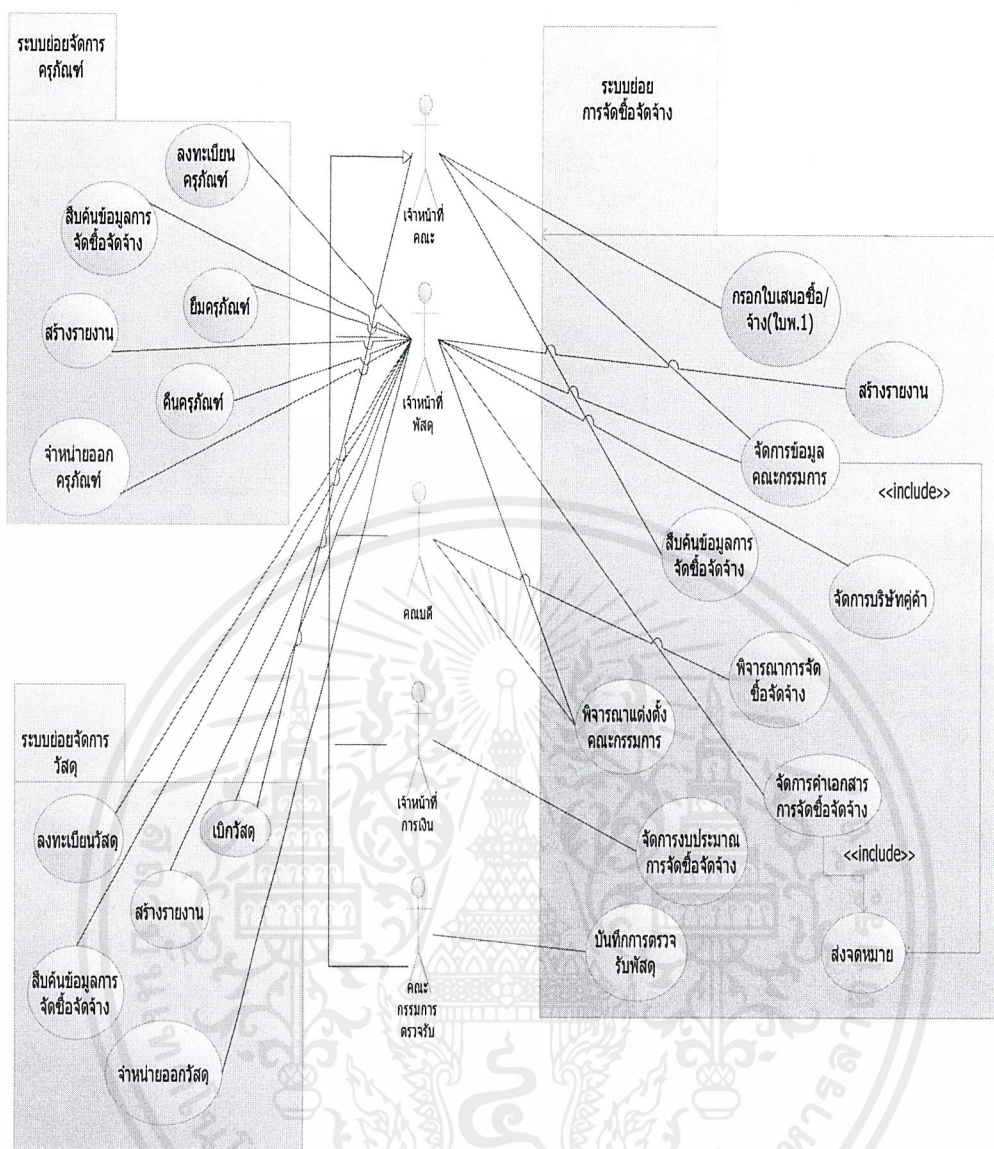 ระบบย่อยจัดการ
ครุภัณฑ์
ลงทะเบียน
ครุภัณฑ์
สืบค้นข้อมูลการ
จัดซื้อจัดจ้าง
ยืมครุภัณฑ์
สร้างรายงาน
คืนครุภัณฑ์
จำหน่ายออก
ครุภัณฑ์
ระบบย่อยจัดการ
วัสดุ
ลงทะเบียนวัสดุ
เบิกวัสดุ
สร้างรายงาน
สืบค้นข้อมูลการ
จัดซื้อจัดจ้าง
จำหน่ายออกวัสดุ
เจ้าหน้าที่
คณะ
เจ้าหน้าที่
พัสดุ
คณบดี
เจ้าหน้าที่
การเงิน
คณะ
กรรมการ
ตรวจรับ
ระบบย่อย
การจัดซื้อจัดจ้าง
กรอกใบเสนอซื้อ/
จ้าง(ใบพ.1)
สร้างรายงาน
จัดการข้อมูล
คณะกรรมการ
<<include>>
สืบค้นข้อมูลการ
จัดซื้อจัดจ้าง
จัดการบริษัทคู่ค้า
พิจารณาการจัด
ซื้อจัดจ้าง
พิจารณาแต่งตั้ง
คณะกรรมการ
จัดการค่าเอกสาร
การจัดซื้อจัดจ้าง
จัดการงบประมาณ
การจัดซื้อจัดจ้าง
<<include>>
บันทึกการตรวจ
รับพัสดุ
ส่งจดหมาย